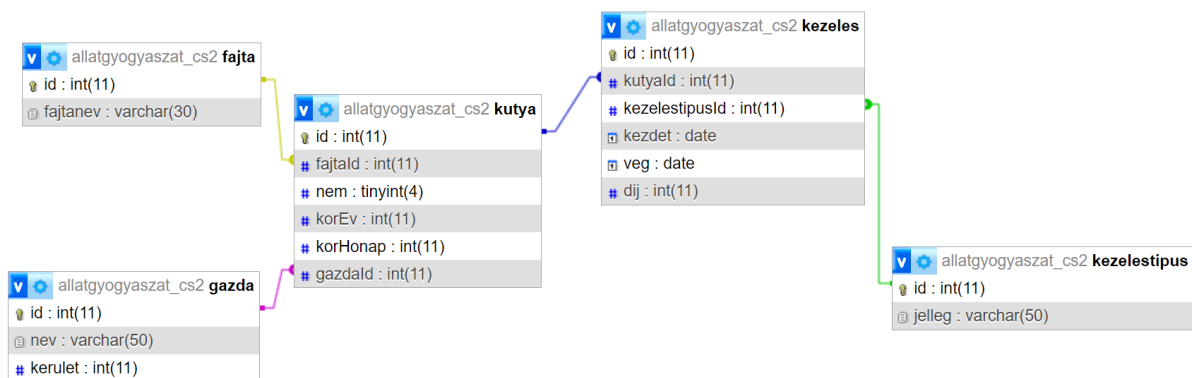 v allatgyogyaszat_cs2 fajta
id : int(11)
fajtanev : varchar(30)
v allatgyogyaszat_cs2 gazda
id : int(11)
nev : varchar(50)
# kerulet : int(11)
v allatgyogyaszat_cs2 kutya
id : int(11)
# fajtaId : int(11)
# nem : tinyint(4)
# korEv : int(11)
# korHonap : int(11)
# gazdaId : int(11)
v allatgyogyaszat_cs2 kezeles
id : int(11)
# kutyaId : int(11)
# kezelestipusId : int(11)
kezdet : date
veg : date
# dij : int(11)
v allatgyogyaszat_cs2 kezelestipus
id : int(11)
jelleg : varchar(50)